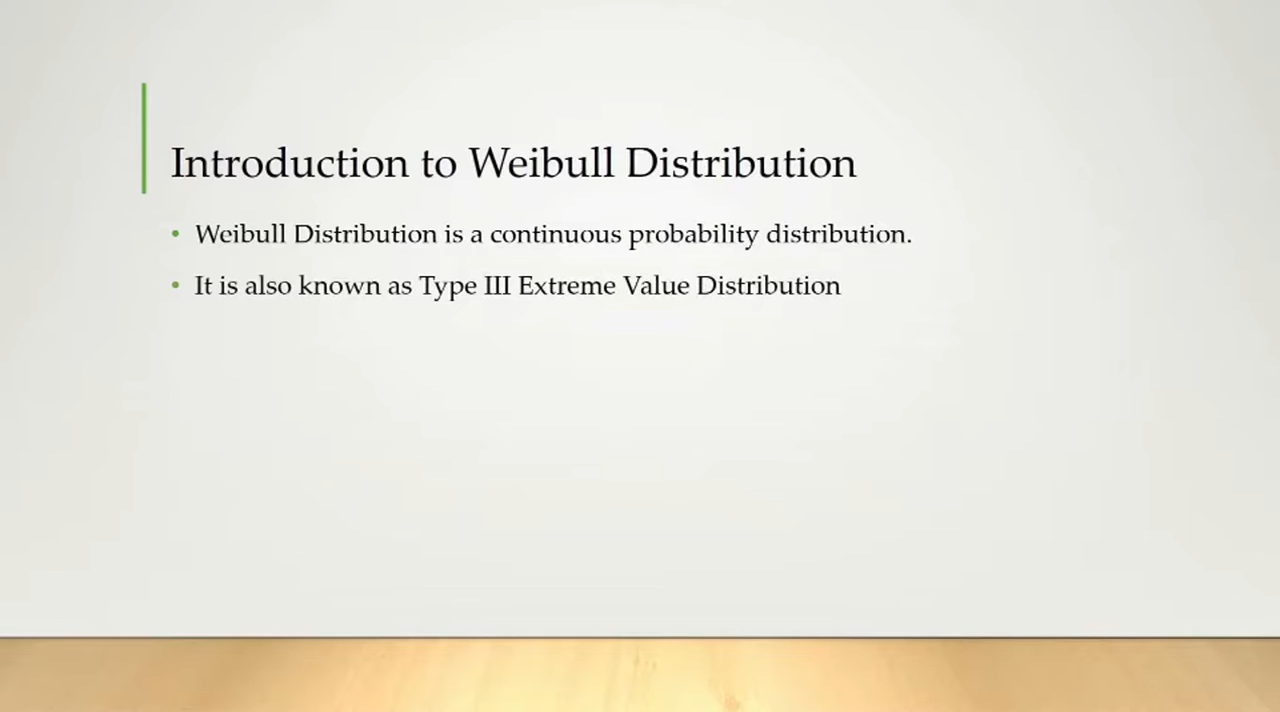 Introduction to Weibull Distribution
• Weibull Distribution is a continuous probability distribution.
• It is also known as Type III Extreme Value Distribution